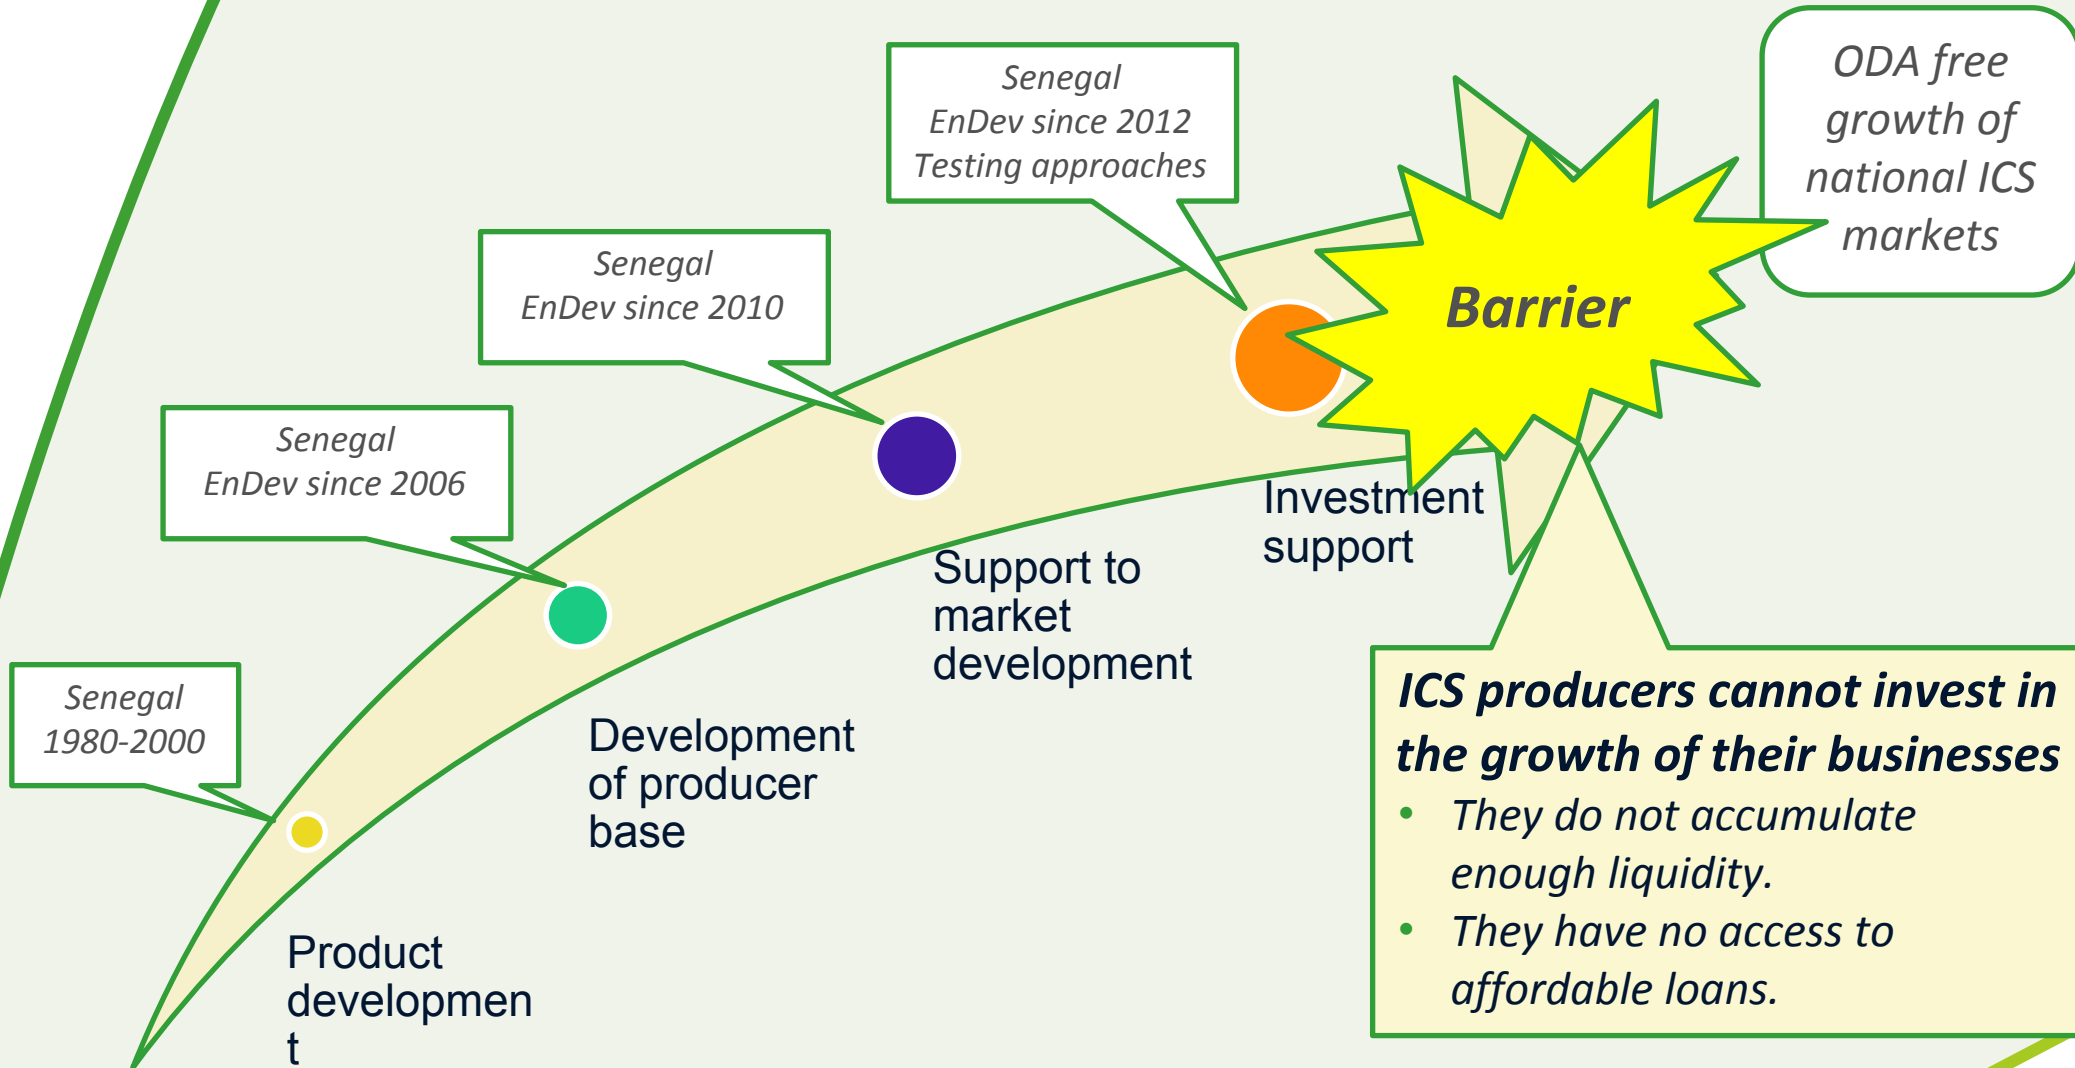 Senegal
EnDev since 2012
Testing approaches
ODA free
growth of
national ICS
markets
Senegal
EnDev since 2010
Barrier
Senegal
EnDev since 2006
Investment
support
Support to
market
development
Senegal
1980-2000
Development
of producer
base
ICS producers cannot invest in
the growth of their businesses
• They do not accumulate
enough liquidity.
• They have no access to
affordable loans.
Product
developmen
t